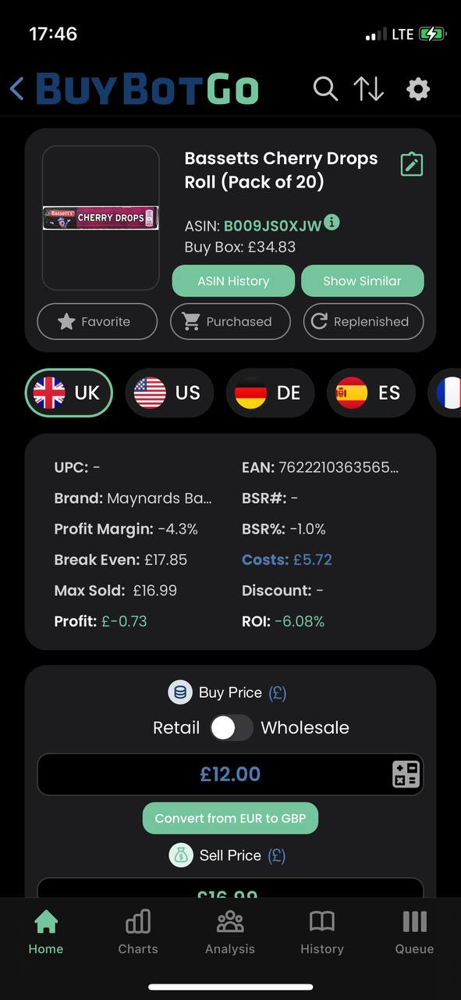 17:46
LTE
BUYBOTGO
Bassetts Cherry Drops
Roll (Pack of 20)
Bassett's
CHERRY DROPS
ASIN: B009JS0XJW
Buy Box: £34.83
ASIN History
Show Similar
Favorite
Purchased
Replenished
UK
US
DE
ES
UPC: -
EAN: 7622210363565...
Brand: Maynards Ba...
BSR#: -
Profit Margin: -4.3%
BSR%: -1.0%
Break Even: £17.85
Costs: £5.72
Max Sold: £16.99
Discount: -
Profit: £-0.73
ROI: -6.08%
Buy Price (£)
Retail
Wholesale
£12.00
Convert from EUR to GBP
Sell Price (£)
£16.99
Home
Charts
Analysis
History
Queue